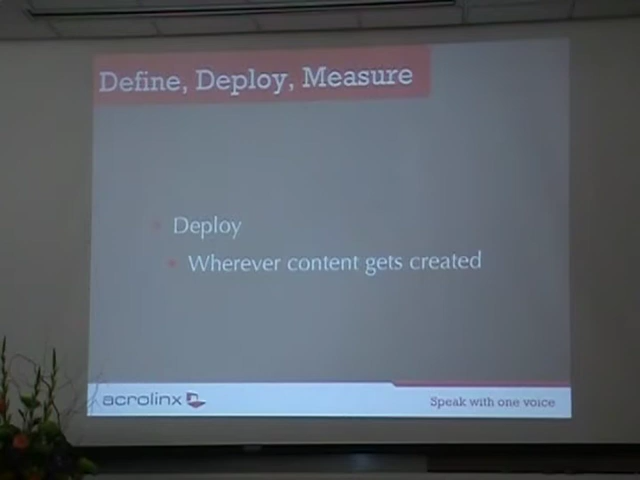 Define, Deploy, Measure
Deploy
Wherever content gets created
acrolinx
Speak with one voice